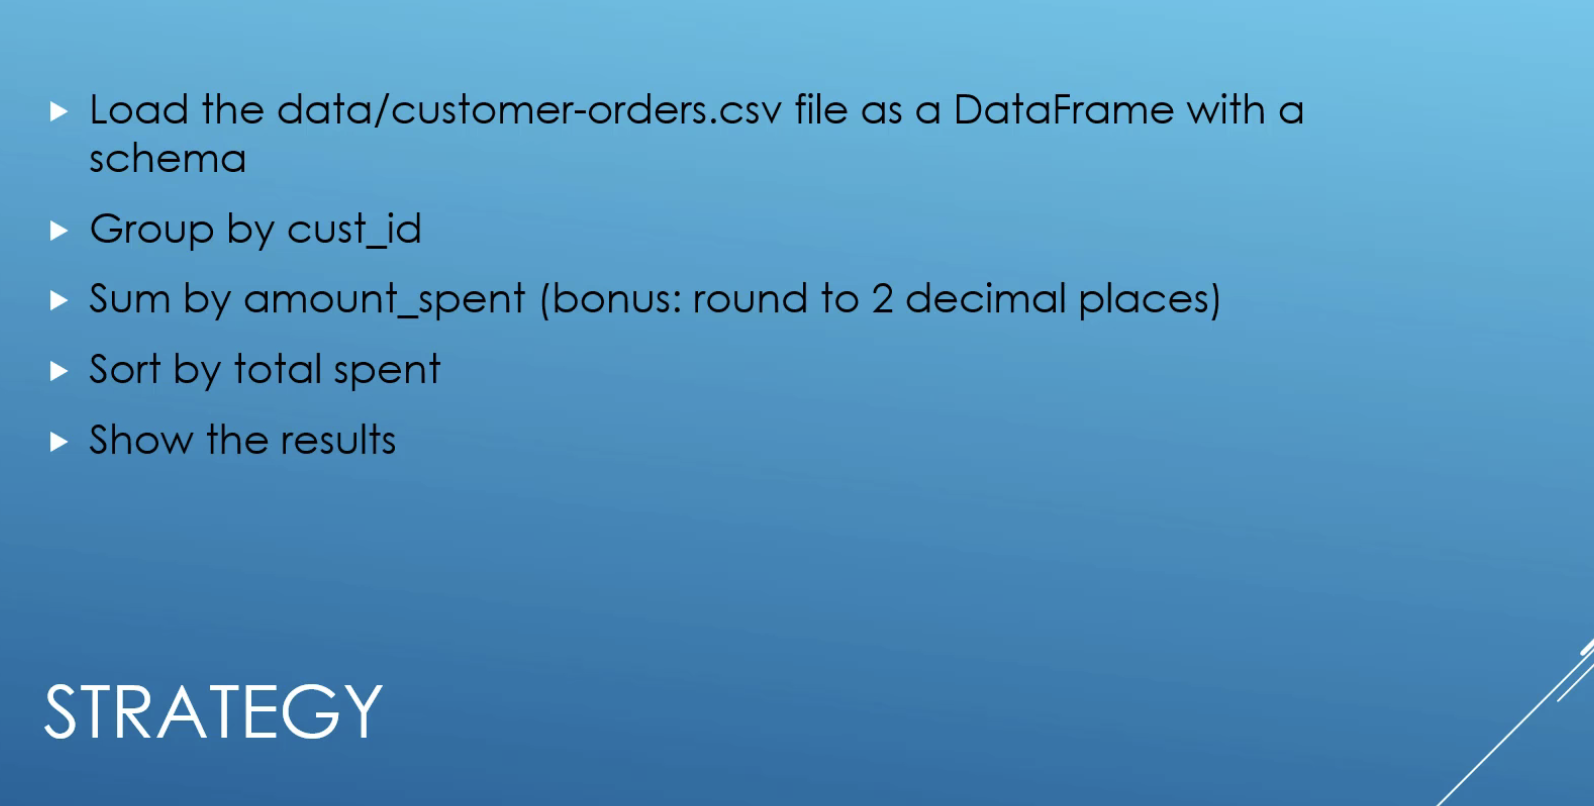 Load the data/customer-orders.csv file as a DataFrame with a
schema
Group by cust_id
Sum by amount_spent (bonus: round to 2 decimal places)
Sort by total spent
Show the results
STRATEGY